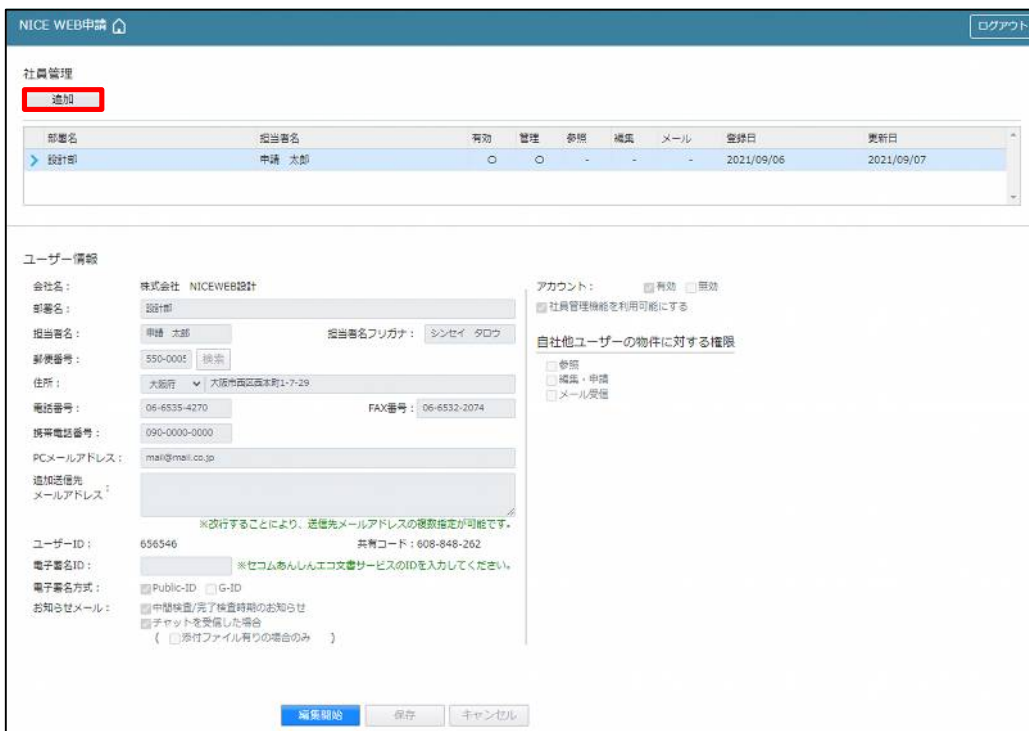 NICE WEB申請 ログアウト
社員管理
追加
部署名 担当者名 有効 管理 参照 編集 メール 登録日 更新日
設計部 申請 太郎 ○ ○ - - - 2021/09/06 2021/09/07
ユーザー情報
会社名： 株式会社 NICEWEB設計
部署名： 設計部
担当者名： 申請 太郎 担当者名フリガナ： シンセイ タロウ
郵便番号： 550-0005 検索
住所： 大阪府 大阪市西区西本町1-7-29
電話番号： 06-6535-4270 FAX番号： 06-6532-2074
携帯電話番号： 090-0000-0000
PCメールアドレス： mail@mail.co.jp
追加送信先
メールアドレス：
※改行することにより、送信先メールアドレスの複数指定が可能です。
ユーザーID： 656546 共有コード：608-848-262
電子署名ID： ※セコムあんしんエコ文書サービスのIDを入力してください。
電子署名方式： Public-ID G-ID
お知らせメール： 中間検査/完了検査時期のお知らせ
チャットを受信した場合
( 添付ファイル有りの場合のみ )
アカウント： 有効 無効
社員管理機能を利用可能にする
自社他ユーザーの物件に対する権限
参照
編集・申請
メール受信
編集開始 保存 キャンセル